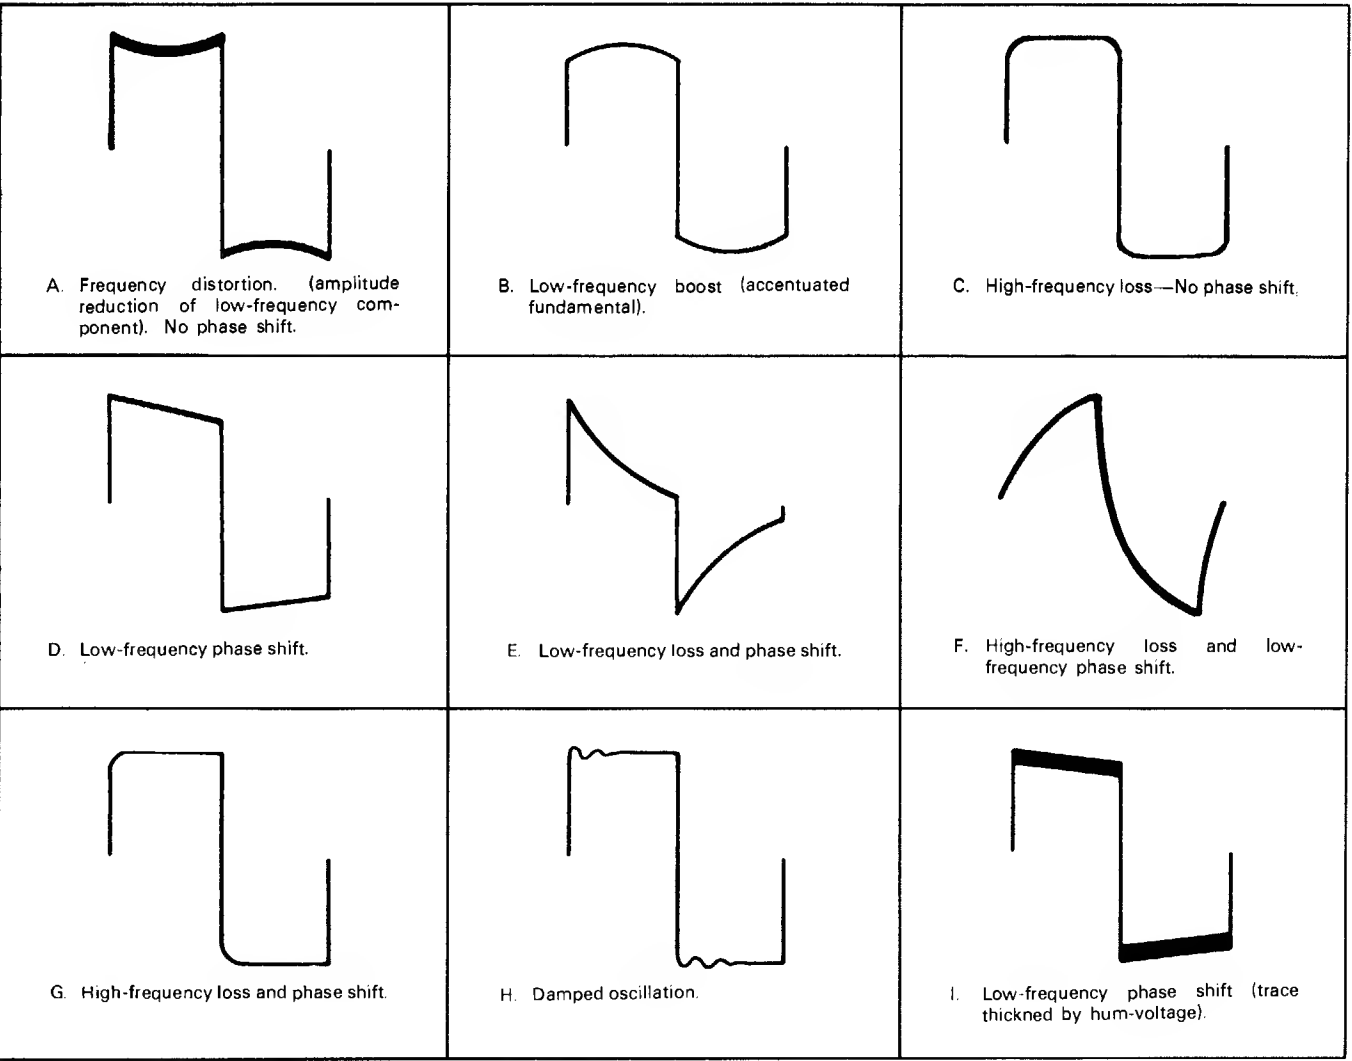 A. Frequency distortion. (amplitude
reduction of low-frequency com-
ponent). No phase shift.
B. Low-frequency boost (accentuated
fundamental).
C. High-frequency loss—No phase shift.
D. Low-frequency phase shift.
E. Low-frequency loss and phase shift.
F. High-frequency loss and low-
frequency phase shift.
G. High-frequency loss and phase shift.
H. Damped oscillation.
I. Low-frequency phase shift (trace
thickned by hum-voltage).